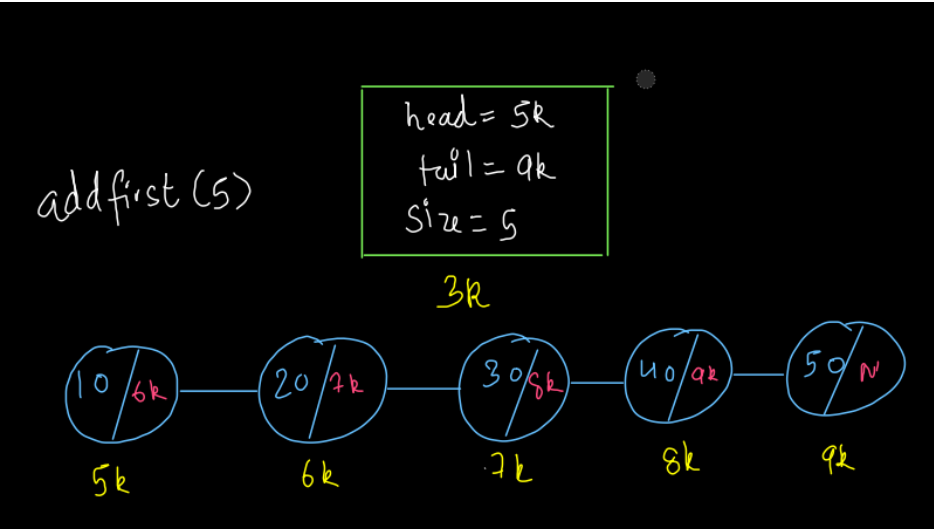 head = 5k
tail = 9k
addfirst (5)
Size = 5
3k
10 / 6k 20 / 7k 30 / 8k 40 / 9k 50 / N
5k 6k 7k 8k 9k